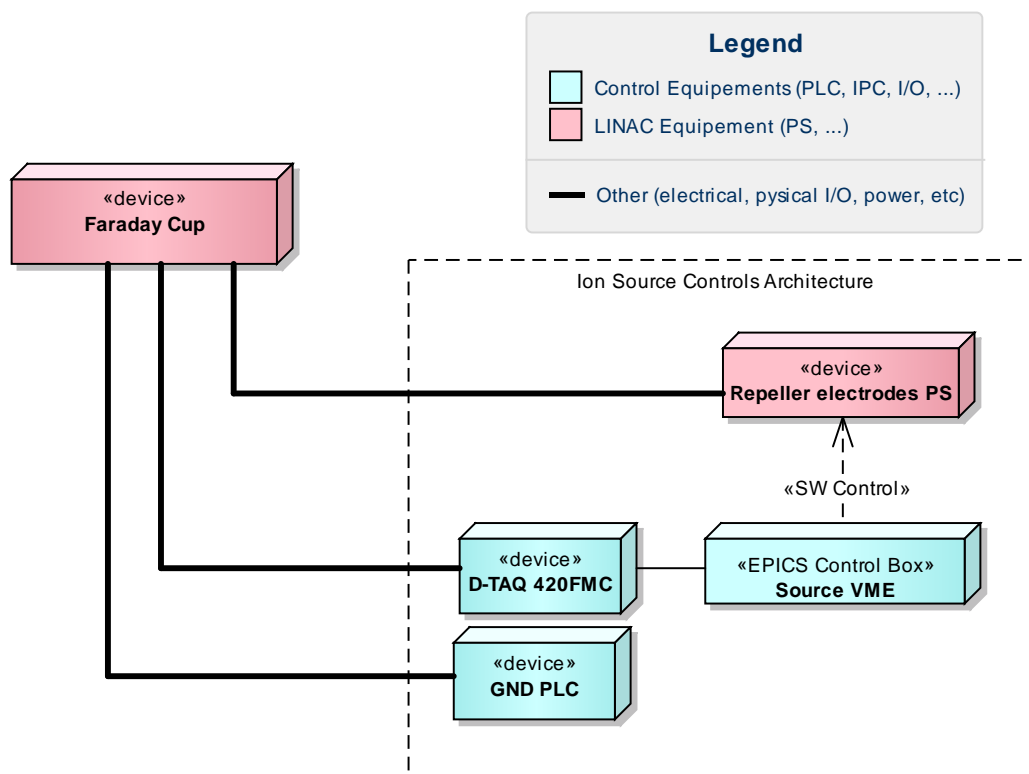 Legend
Control Equipements (PLC, IPC, I/O, ...)
LINAC Equipement (PS, ...)
Other (electrical, pysical I/O, power, etc)
«device»
Faraday Cup
Ion Source Controls Architecture
«device»
Repeller electrodes PS
«SW Control»
«device»
D-TAQ 420FMC
«EPICS Control Box»
Source VME
«device»
GND PLC